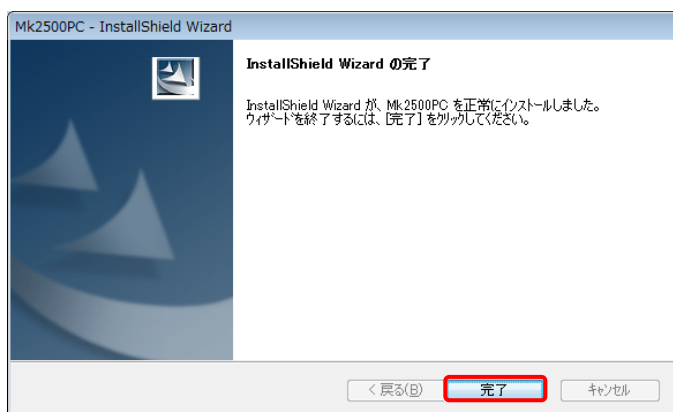 Mk2500PC - InstallShield Wizard
InstallShield Wizard の完了
InstallShield Wizard が、Mk2500PC を正常にインストールしました。
ウィザードを終了するには、[完了] をクリックしてください。
< 戻る(B)
完了
キャンセル